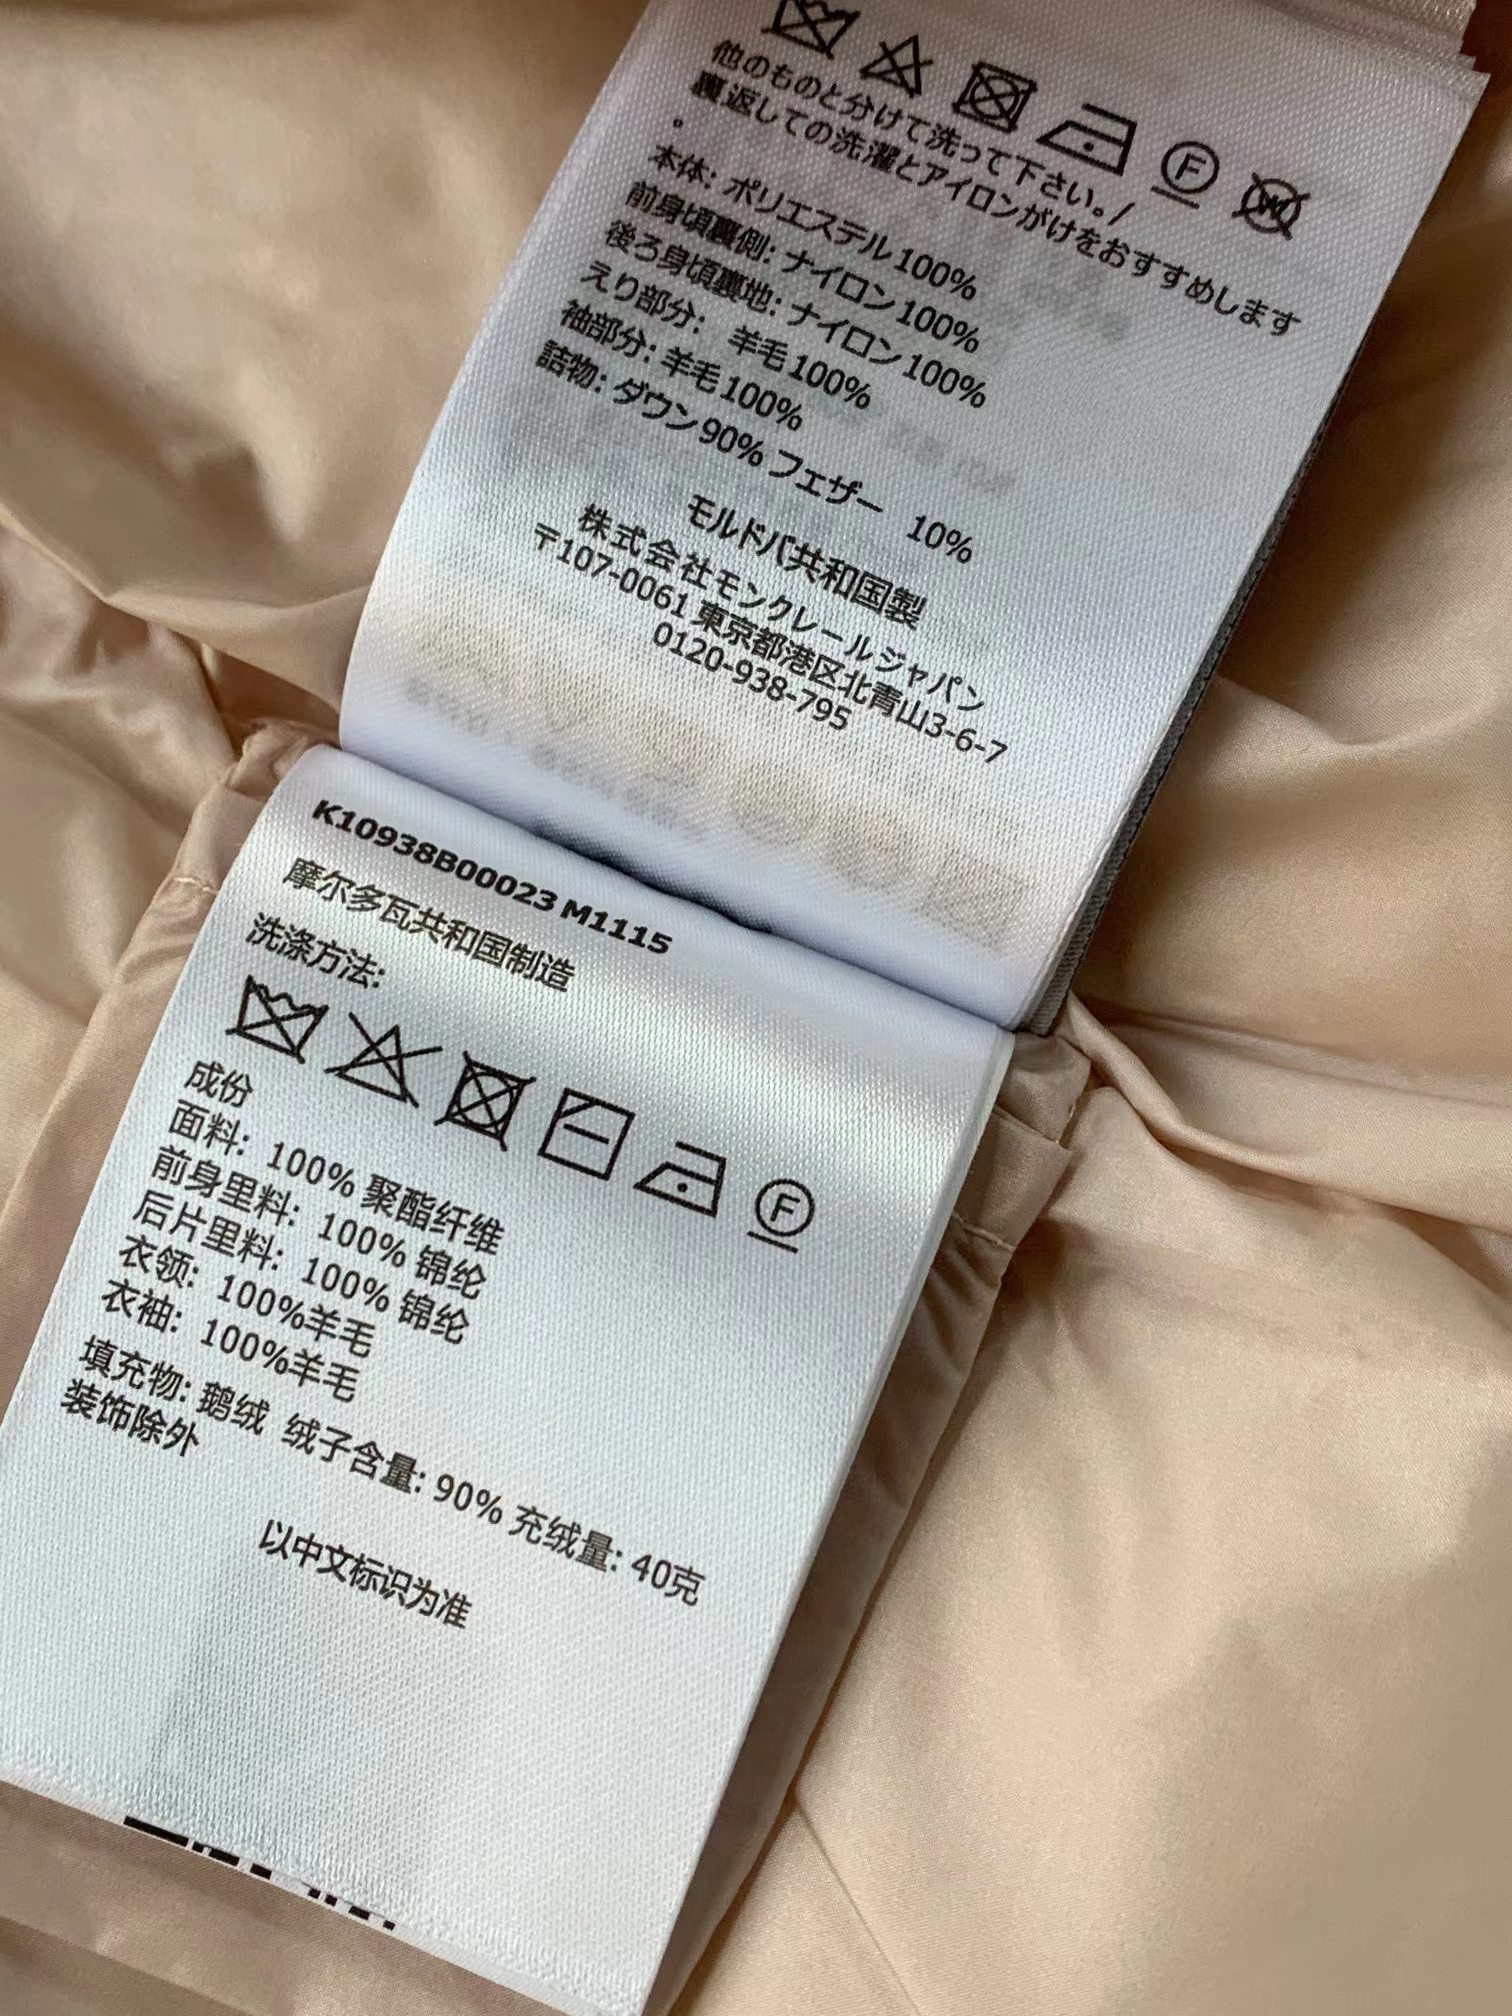 他のものと分けて洗って下さい。/
裏返しての洗濯とアイロンがけをおすすめします
。
本体: ポリエステル100%
前身頃裏側: ナイロン100%
後ろ身頃裏地: ナイロン100%
えり部分: 羊毛100%
袖部分: 羊毛100%
詰物: ダウン90% フェザー 10%
モルドバ共和国製
株式会社モンクレールジャパン
〒107-0061 東京都港区北青山3-6-7
0120-938-795
K10938B00023 M1115
摩尔多瓦共和国制造
洗涤方法:
成份
面料: 100% 聚酯纤维
前身里料: 100% 锦纶
后片里料: 100% 锦纶
衣领: 100%羊毛
衣袖: 100%羊毛
填充物: 鹅绒 绒子含量: 90% 充绒量: 40克
装饰除外
以中文标识为准